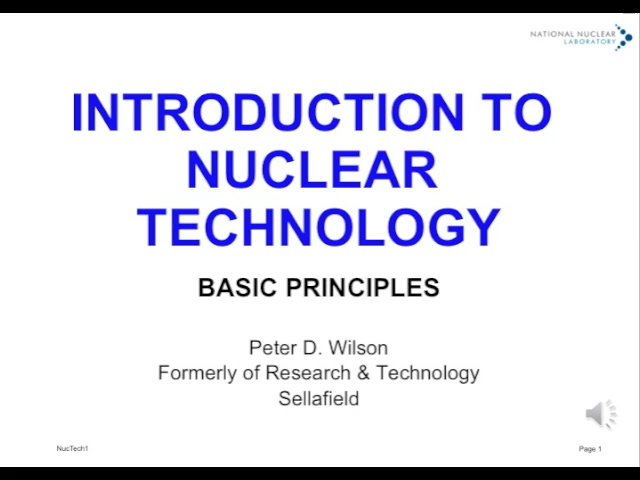 NATIONAL NUCLEAR
LABORATORY
INTRODUCTION TO
NUCLEAR
TECHNOLOGY
BASIC PRINCIPLES
Peter D. Wilson
Formerly of Research & Technology
Sellafield
NucTech1
Page 1